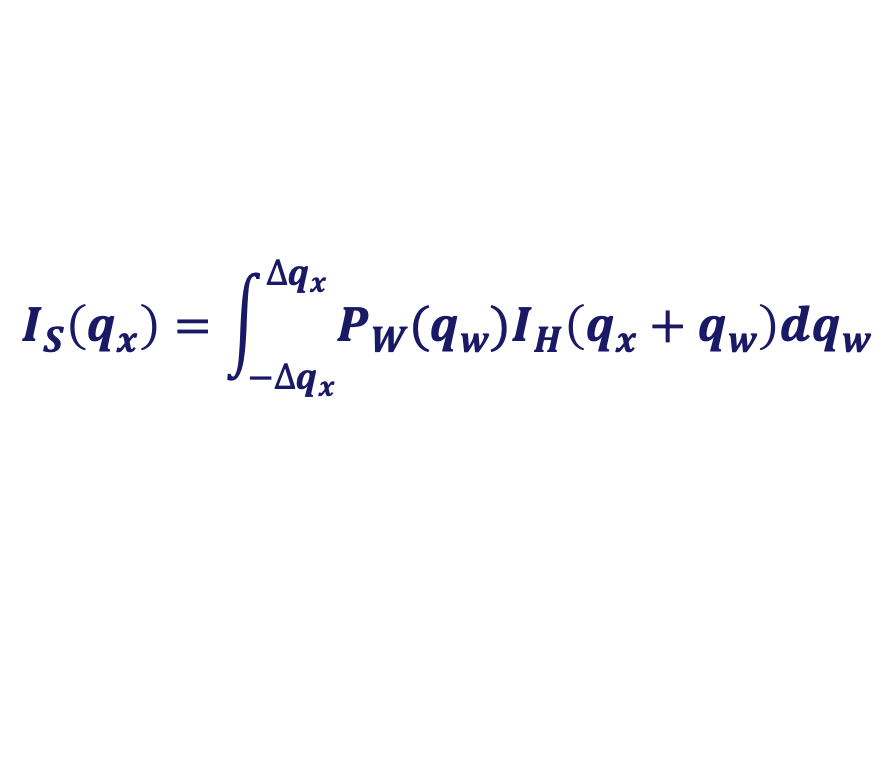 I_S(q_x) = ∫_{-Δq_x}^{Δq_x} P_W(q_w)I_H(q_x + q_w)dq_w